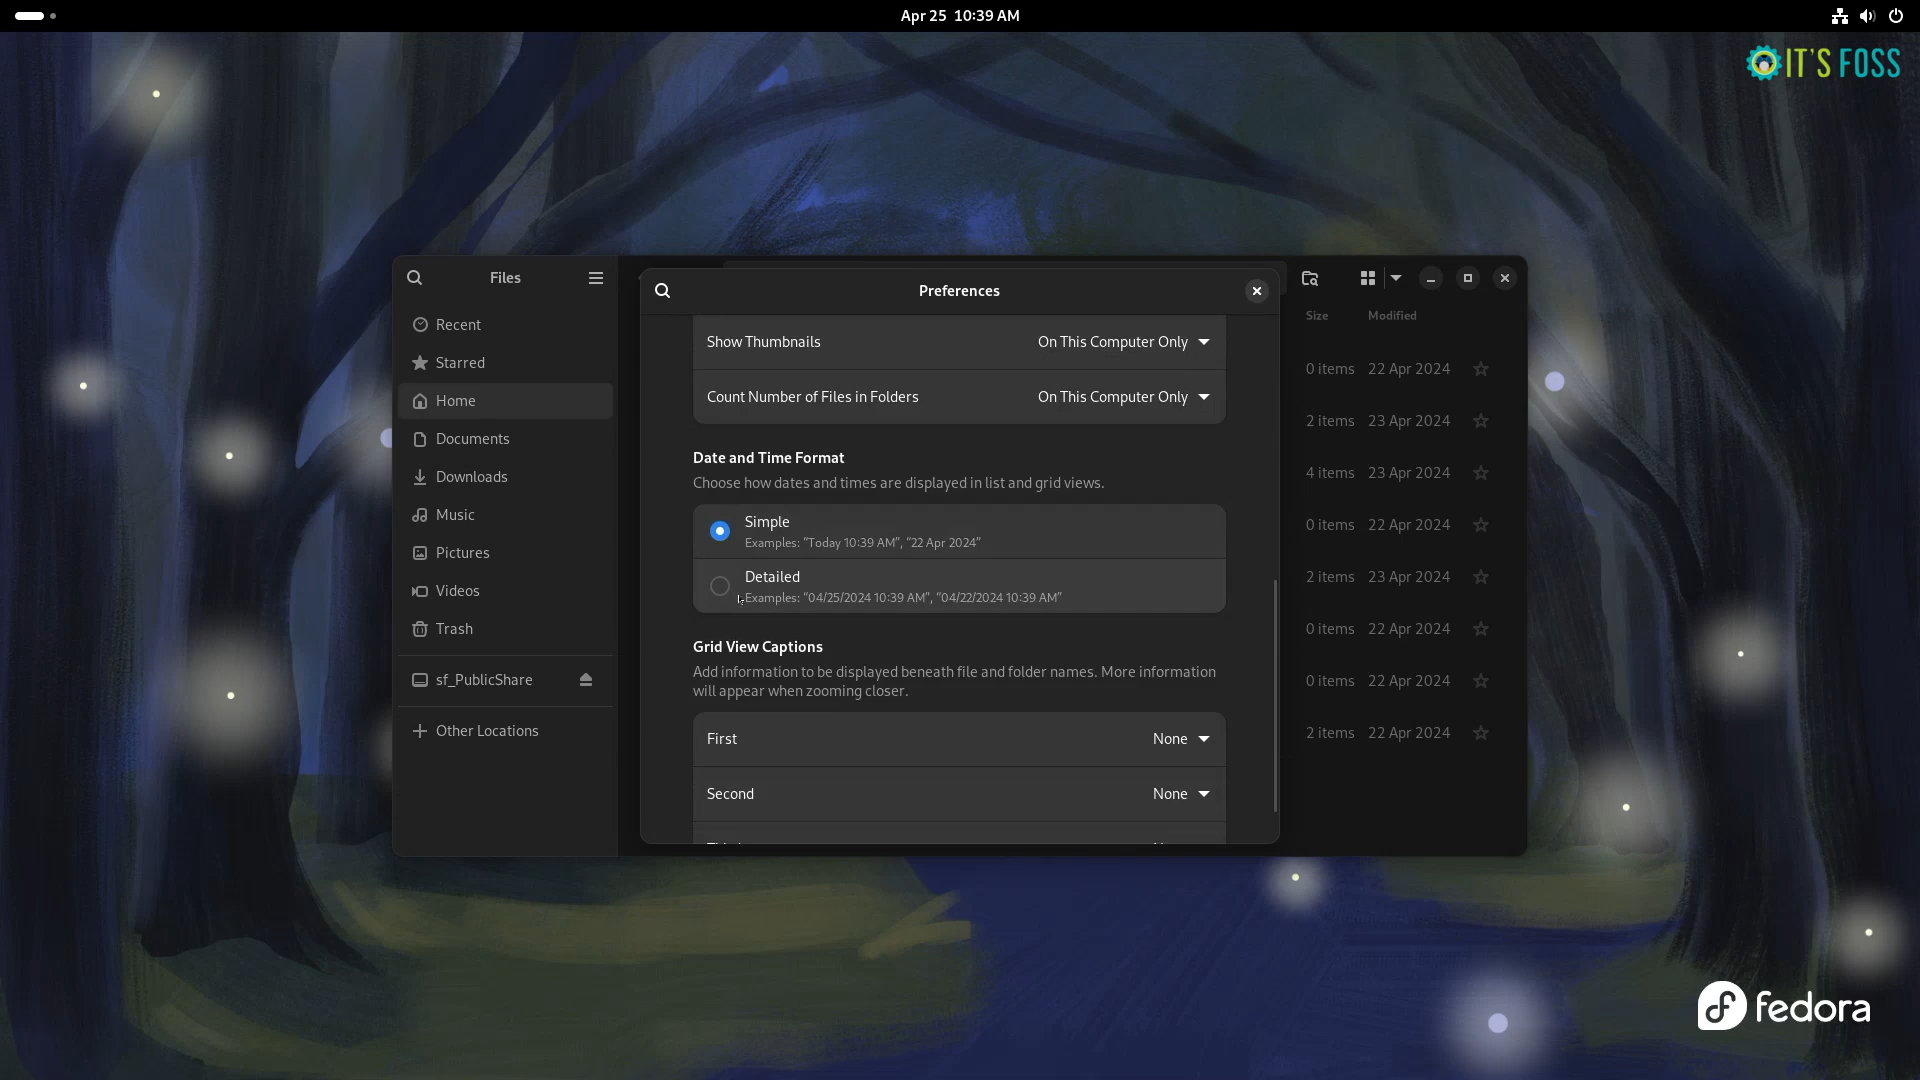 Apr 25 10:39 AM
IT'S FOSS
Files
Preferences
Size
Modified
Recent
Starred
Home
Documents
Downloads
Music
Pictures
Videos
Trash
sf_PublicShare
Other Locations
Show Thumbnails
On This Computer Only
Count Number of Files in Folders
On This Computer Only
Date and Time Format
Choose how dates and times are displayed in list and grid views.
Simple
Examples: “Today 10:39 AM”, “22 Apr 2024”
Detailed
Examples: “04/25/2024 10:39 AM”, “04/22/2024 10:39 AM”
Grid View Captions
Add information to be displayed beneath file and folder names. More information
will appear when zooming closer.
First
None
Second
None
0 items 22 Apr 2024
2 items 23 Apr 2024
4 items 23 Apr 2024
0 items 22 Apr 2024
2 items 23 Apr 2024
0 items 22 Apr 2024
0 items 22 Apr 2024
2 items 22 Apr 2024
fedora